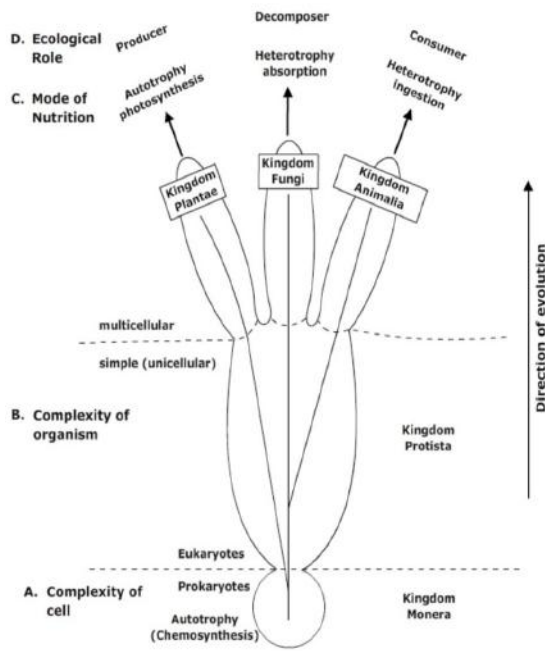 D. Ecological
Role
Producer
Decomposer
Consumer
C. Mode of
Nutrition
Autotrophy
photosynthesis
Heterotrophy
absorption
Heterotrophy
ingestion
Kingdom
Plantae
Kingdom
Fungi
Kingdom
Animalia
Direction of evolution
multicellular
simple (unicellular)
B. Complexity of
organism
Kingdom
Protista
Eukaryotes
Prokaryotes
A. Complexity of
cell
Autotrophy
(Chemosynthesis)
Kingdom
Monera